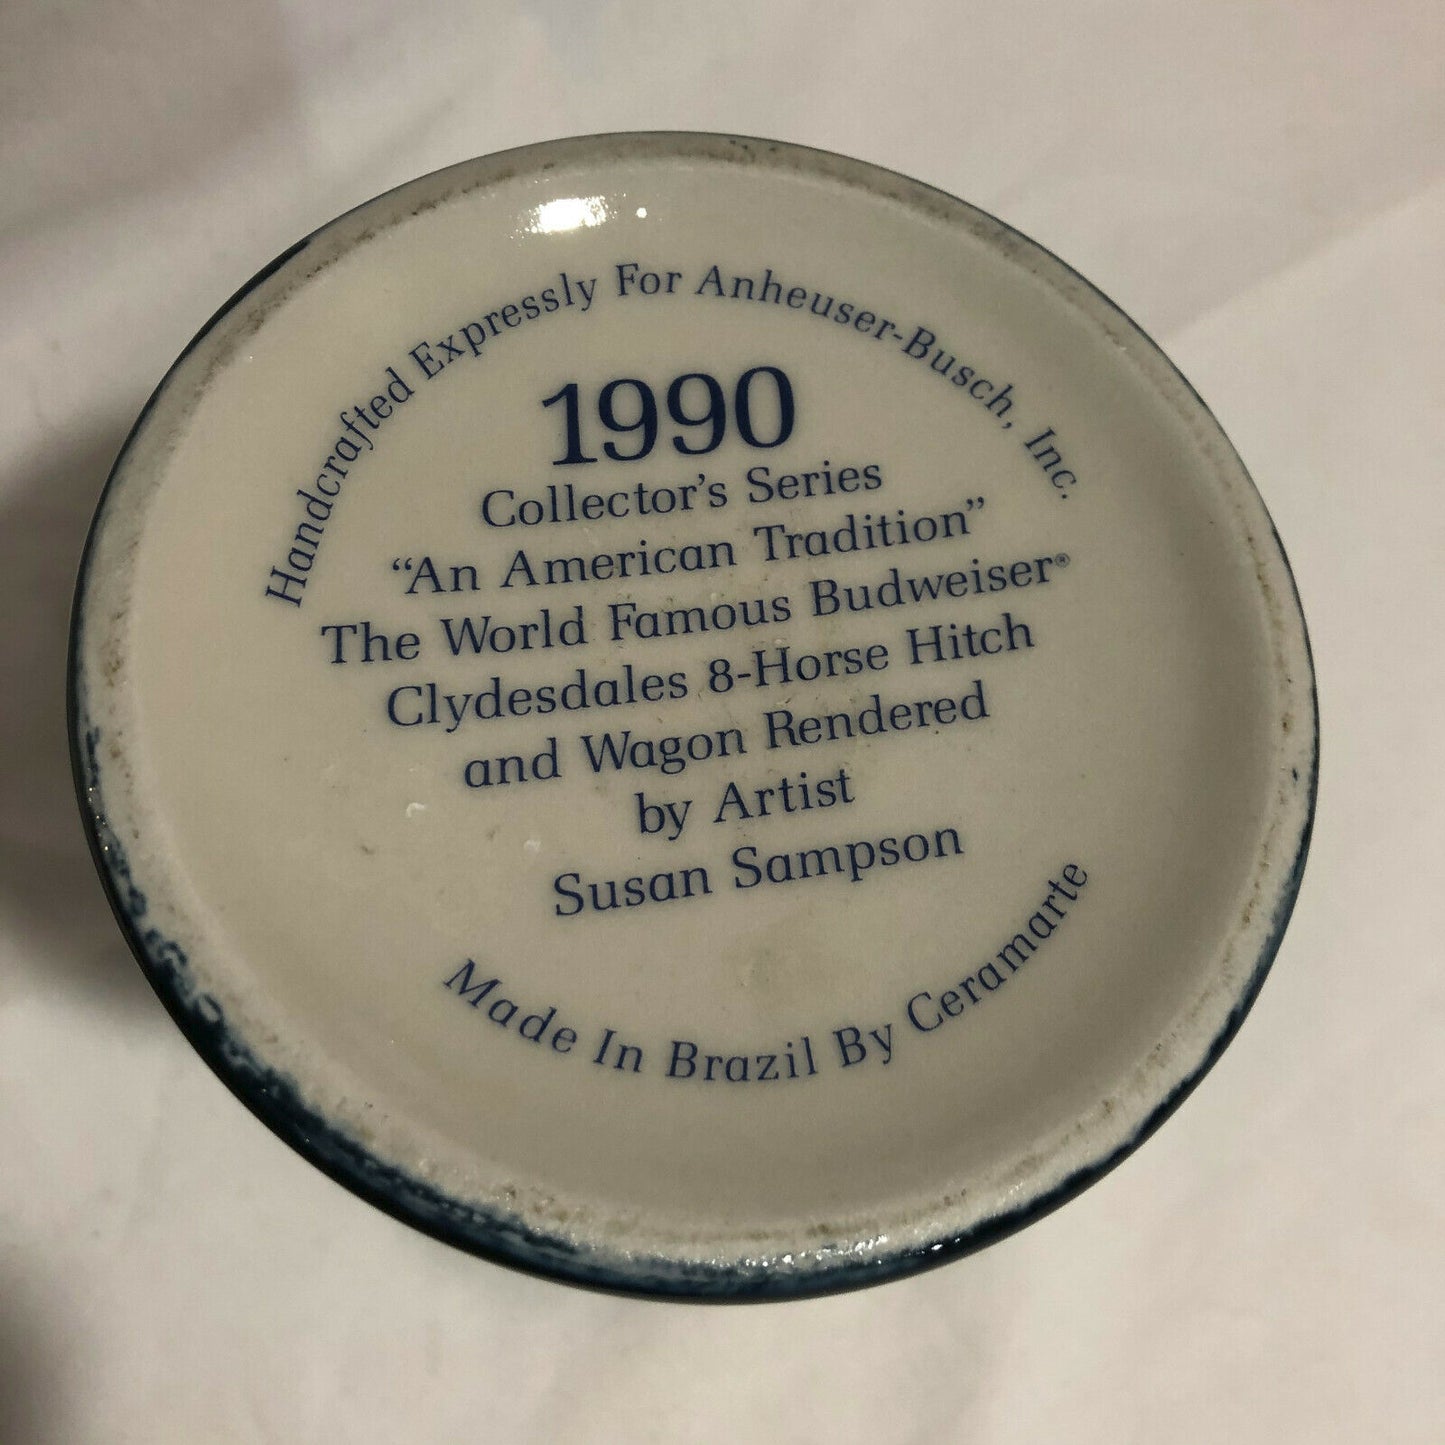 Handcrafted Expressly For Anheuser-Busch, Inc.
1990
Collector's Series
“An American Tradition”
The World Famous Budweiser®
Clydesdales 8-Horse Hitch
and Wagon Rendered
by Artist
Susan Sampson
Made In Brazil By Ceramarte